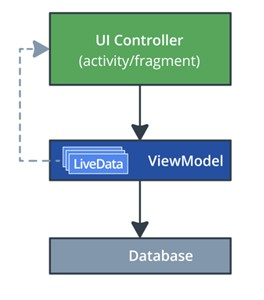 UI Controller
(activity/fragment)
LiveData
ViewModel
Database